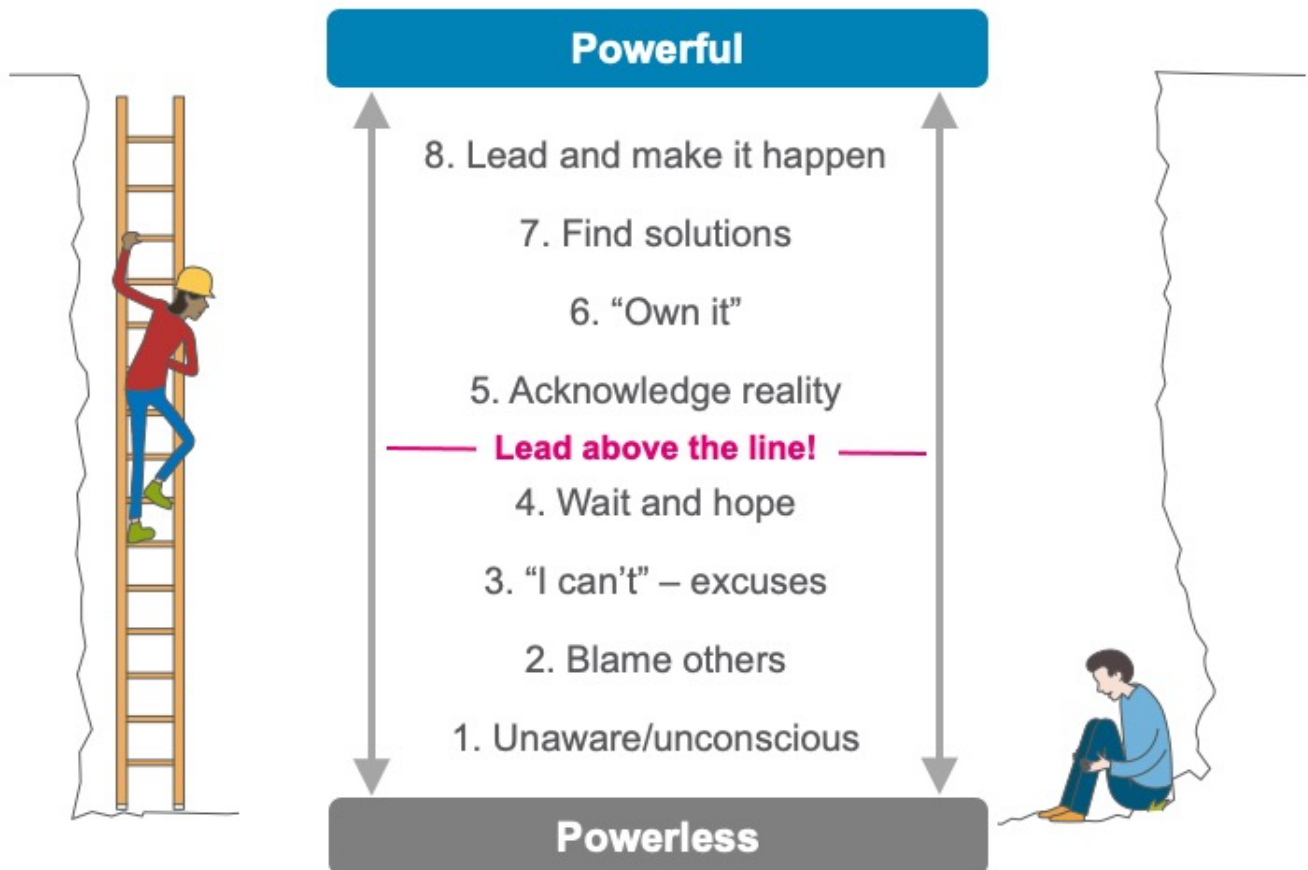 Powerful
8. Lead and make it happen
7. Find solutions
6. “Own it”
5. Acknowledge reality
Lead above the line!
4. Wait and hope
3. “I can’t” – excuses
2. Blame others
1. Unaware/unconscious
Powerless